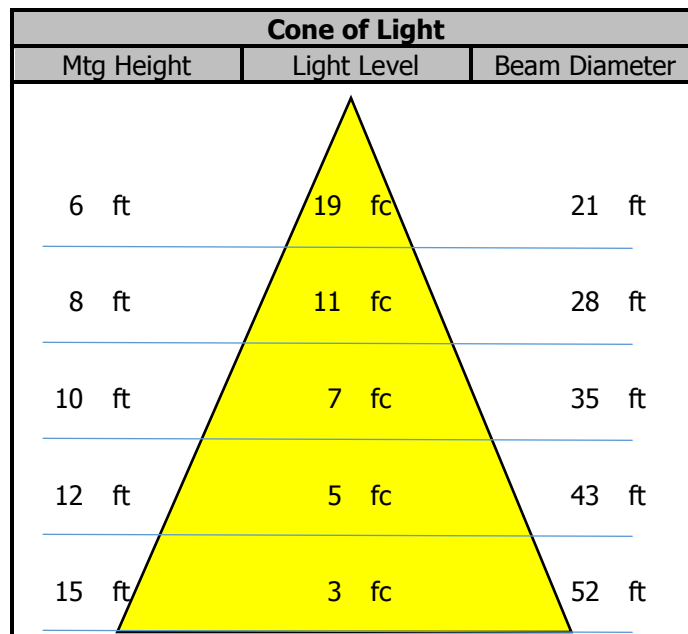 Cone of Light
Mtg Height Light Level Beam Diameter
6 ft 19 fc 21 ft
8 ft 11 fc 28 ft
10 ft 7 fc 35 ft
12 ft 5 fc 43 ft
15 ft 3 fc 52 ft